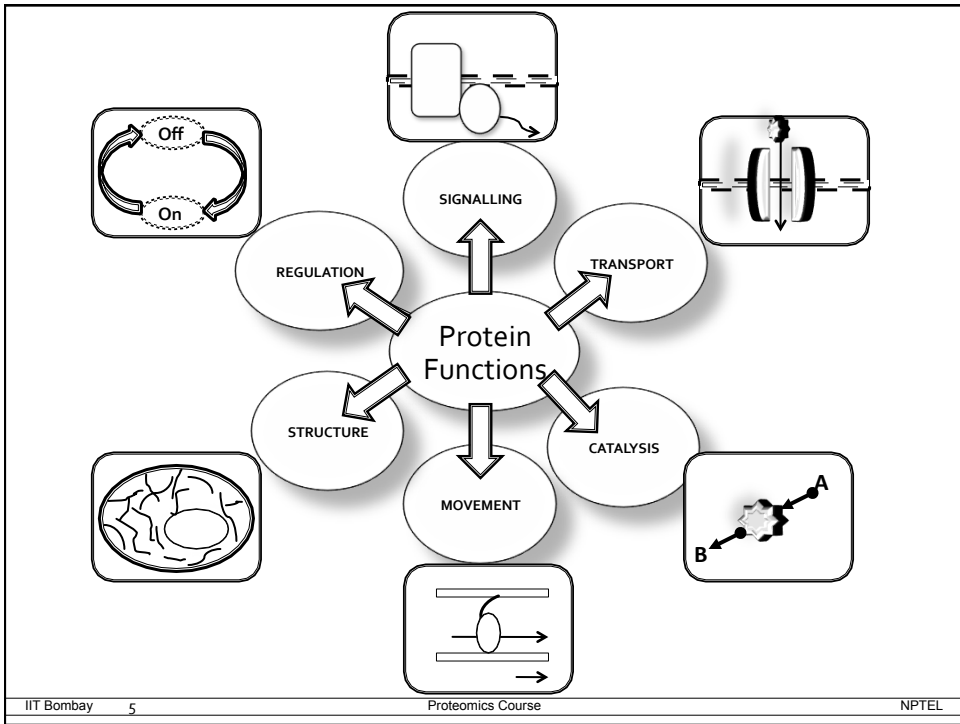 Off
On
SIGNALLING
REGULATION
TRANSPORT
Protein
Functions
STRUCTURE
CATALYSIS
MOVEMENT
A
B
IIT Bombay 5 Proteomics Course NPTEL